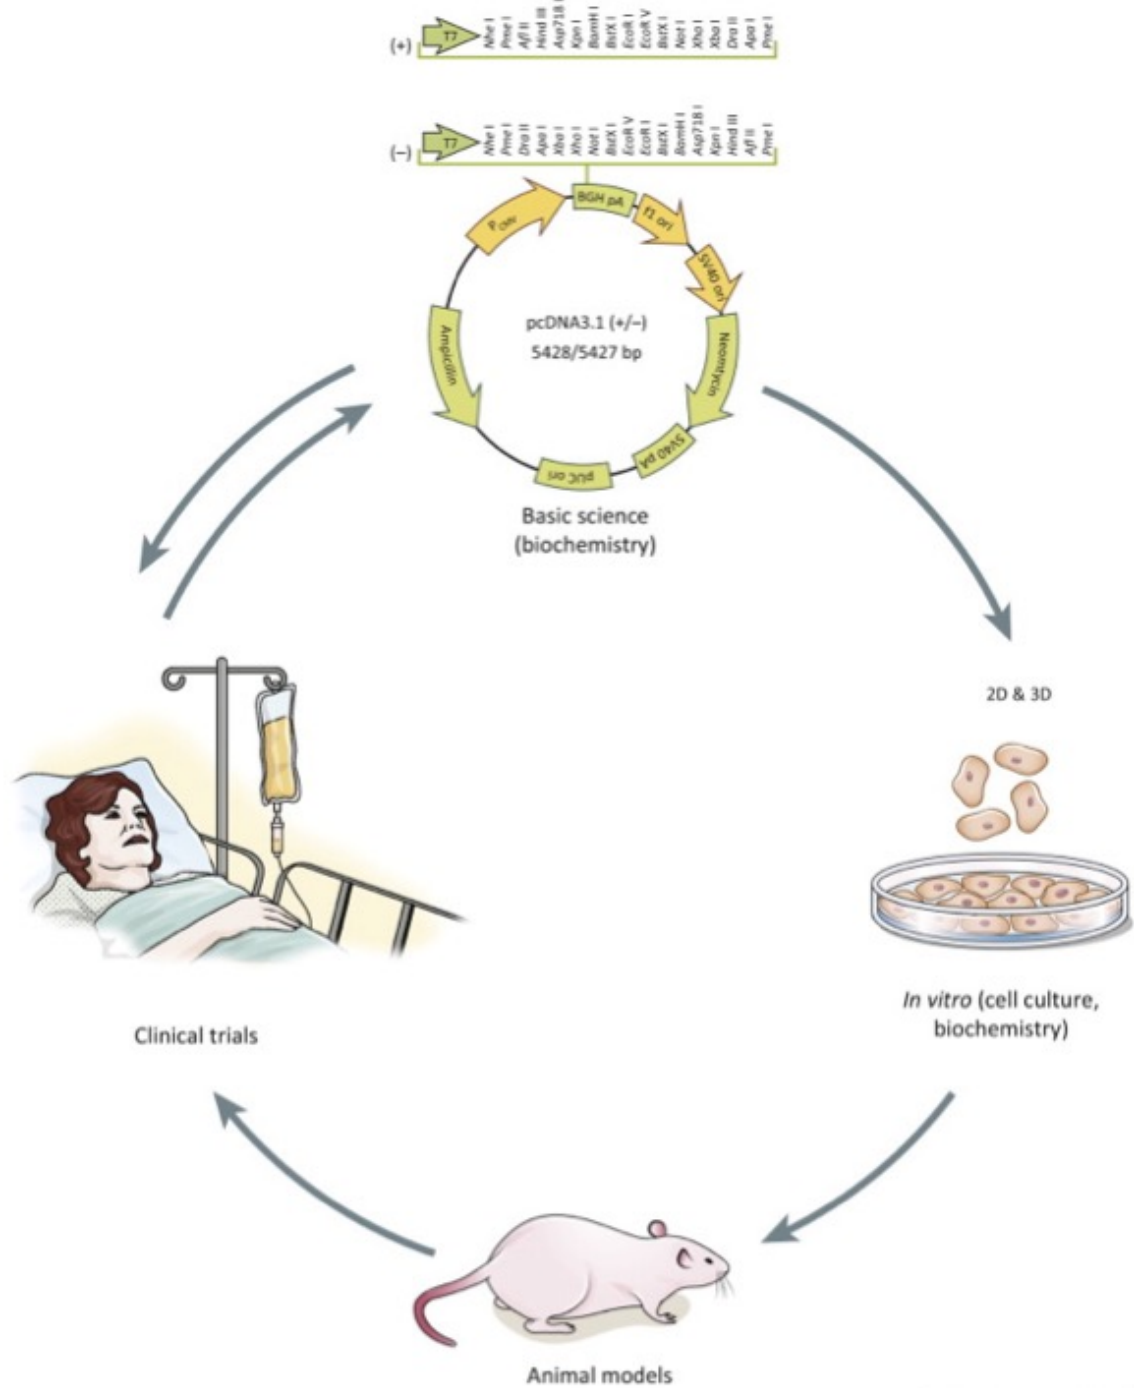 (+) T7 Nhe I Pme I Afl II Hind III Asp718 I Kpn I BamH I BstX I EcoR I EcoR V BstX I Not I Xho I Xba I Dra II Apa I Pme I
(–) T7 Nhe I Pme I Dra II Apa I Xba I Xho I Not I BstX I EcoR V EcoR I BstX I BamH I Asp718 I Kpn I Hind III Afl II Pme I
PCMV
BGH pA
f1 ori
SV40 ori
Neomtycin
SV40 pA
pUC ori
Ampicillin
pcDNA3.1 (+/–)
5428/5427 bp
Basic science
(biochemistry)
2D & 3D
In vitro (cell culture,
biochemistry)
Clinical trials
Animal models